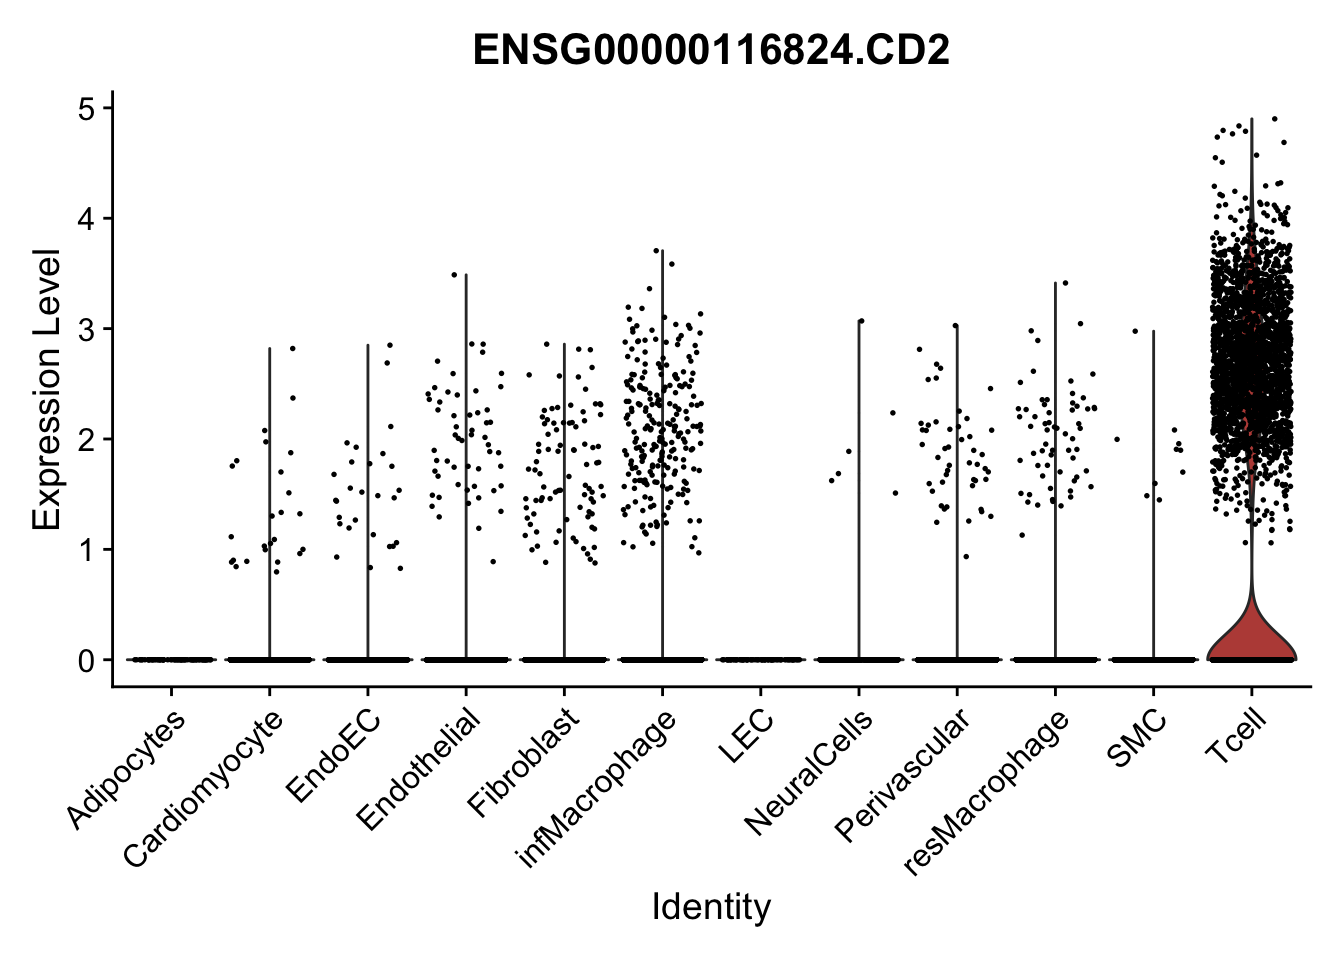 ENSG00000116824.CD2
Expression Level
5
4
3
2
1
0
Adipocytes
Cardiomyocyte
EndoEC
Endothelial
Fibroblast
infMacrophage
LEC
NeuralCells
Perivascular
resMacrophage
SMC
Tcell
Identity